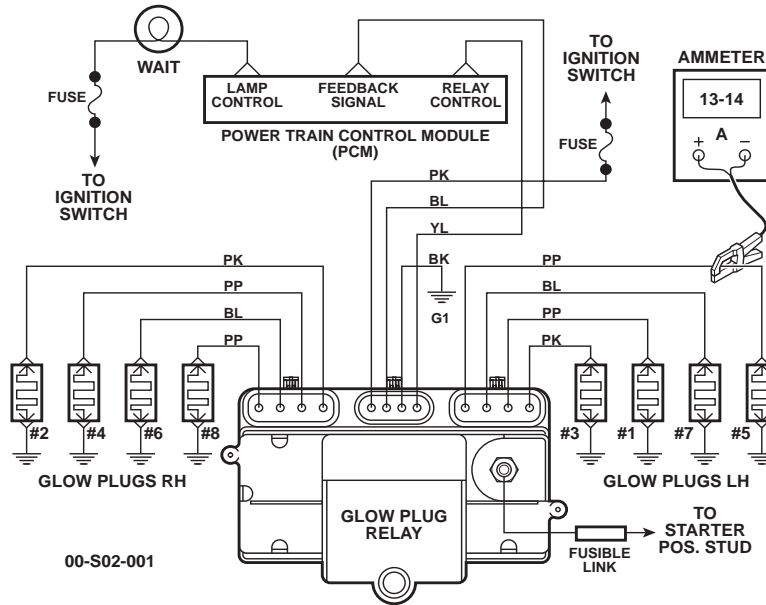 WAIT
FUSE
TO
IGNITION
SWITCH
LAMP
CONTROL
FEEDBACK
SIGNAL
RELAY
CONTROL
POWER TRAIN CONTROL MODULE
(PCM)
TO
IGNITION
SWITCH
FUSE
AMMETER
13-14
A
+ −
PK
BL
YL
BK
G1
PK
PP
BL
PP
PP
BL
PP
PK
#2
#4
#6
#8
#3
#1
#7
#5
GLOW PLUGS RH
GLOW PLUGS LH
GLOW PLUG
RELAY
TO
STARTER
POS. STUD
FUSIBLE
LINK
00-S02-001